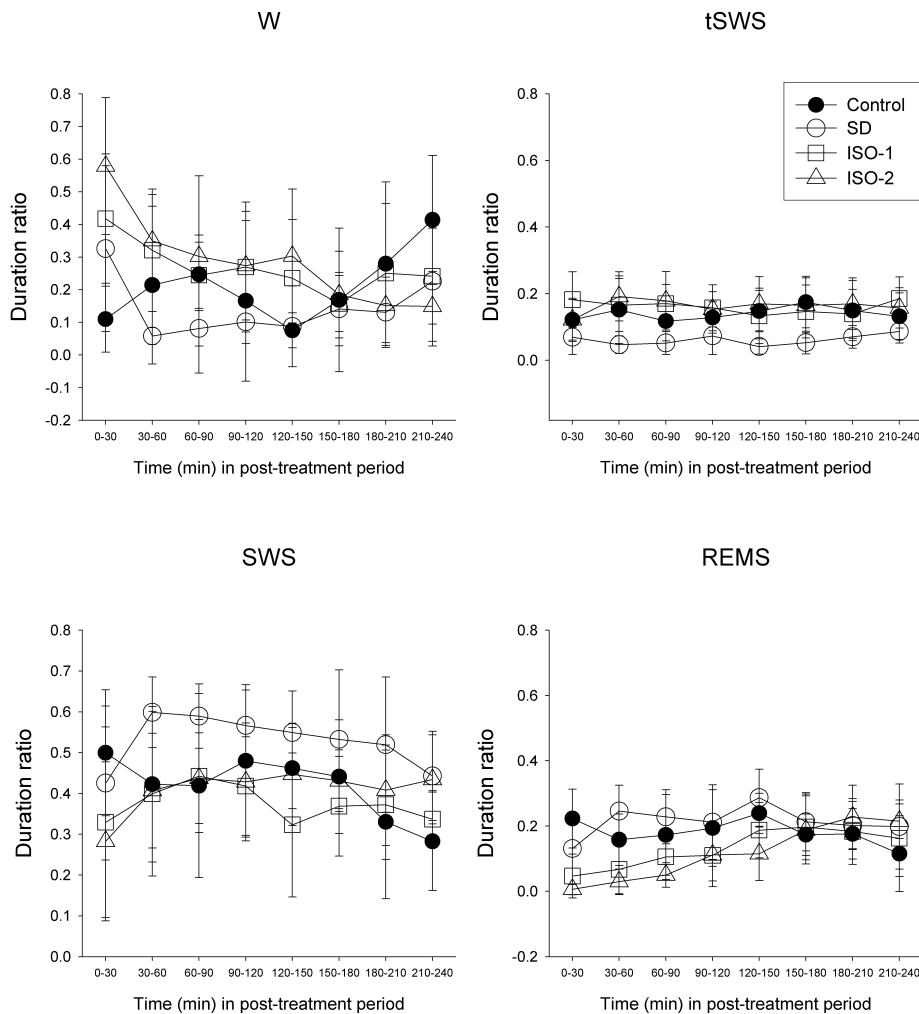 W
Duration ratio
0.8
0.7
0.6
0.5
0.4
0.3
0.2
0.1
0.0
-0.1
-0.2
0-30 30-60 60-90 90-120 120-150 150-180 180-210 210-240
Time (min) in post-treatment period
tSWS
Duration ratio
0.8
0.6
0.4
0.2
0.0
Control
SD
ISO-1
ISO-2
0-30 30-60 60-90 90-120 120-150 150-180 180-210 210-240
Time (min) in post-treatment period
SWS
Duration ratio
0.8
0.7
0.6
0.5
0.4
0.3
0.2
0.1
0.0
0-30 30-60 60-90 90-120 120-150 150-180 180-210 210-240
Time (min) in post-treatment period
REMS
Duration ratio
0.8
0.6
0.4
0.2
0.0
-0.2
0-30 30-60 60-90 90-120 120-150 150-180 180-210 210-240
Time (min) in post-treatment period